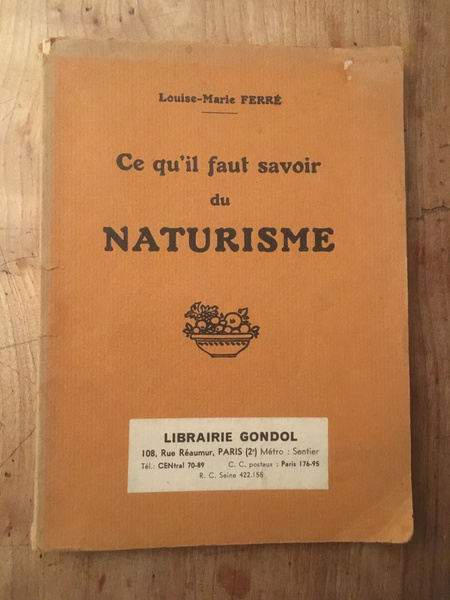 Louise-Marie FERRÉ
Ce qu'il faut savoir
du
NATURISME
LIBRAIRIE GONDOL
108, Rue Réaumur, PARIS (2e) Métro : Sentier
Tél. : CENtral 70-89 C. C. postaux : Paris 176-95
R. C. Seine 422.155